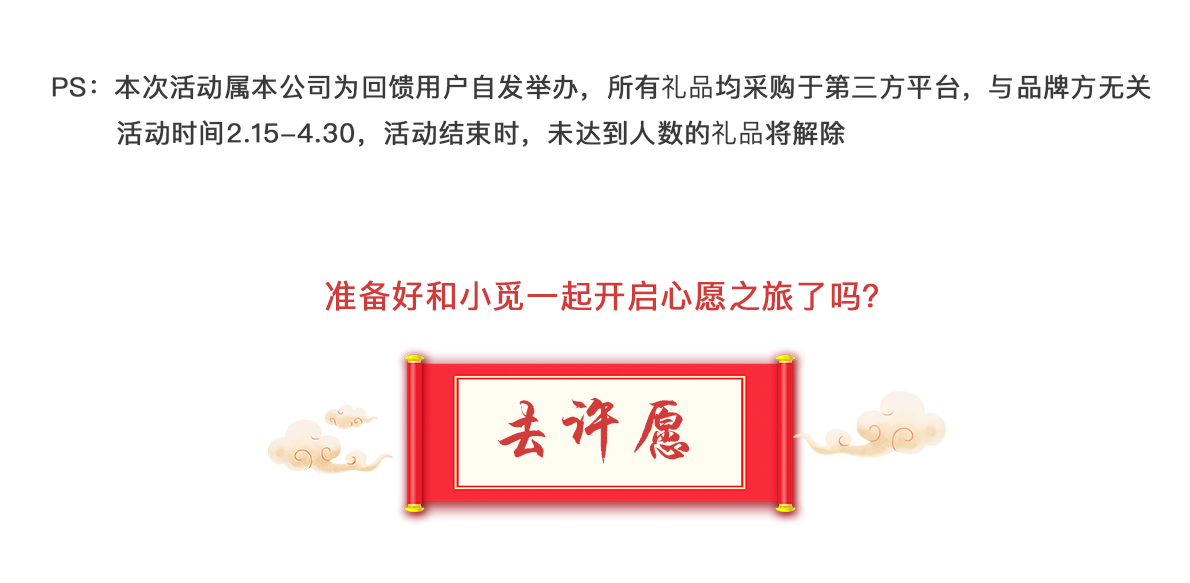 PS：本次活动属本公司为回馈用户自发举办，所有礼品均采购于第三方平台，与品牌方无关
活动时间2.15-4.30，活动结束时，未达到人数的礼品将解除
准备好和小觅一起开启心愿之旅了吗？
去许愿